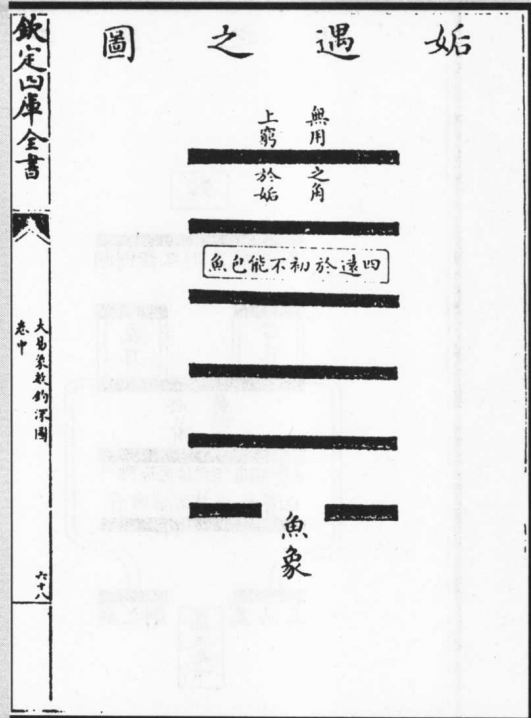 姤遇之圖
無用之角
上窮於姤
四遠於初不能包魚
魚象
欽定四庫全書
大易象數鉤深圖
卷中
六十八